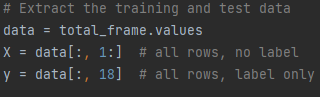 # Extract the training and test data
data = total_frame.values
X = data[:, 1:]  # all rows, no label
y = data[:, 18]  # all rows, label only